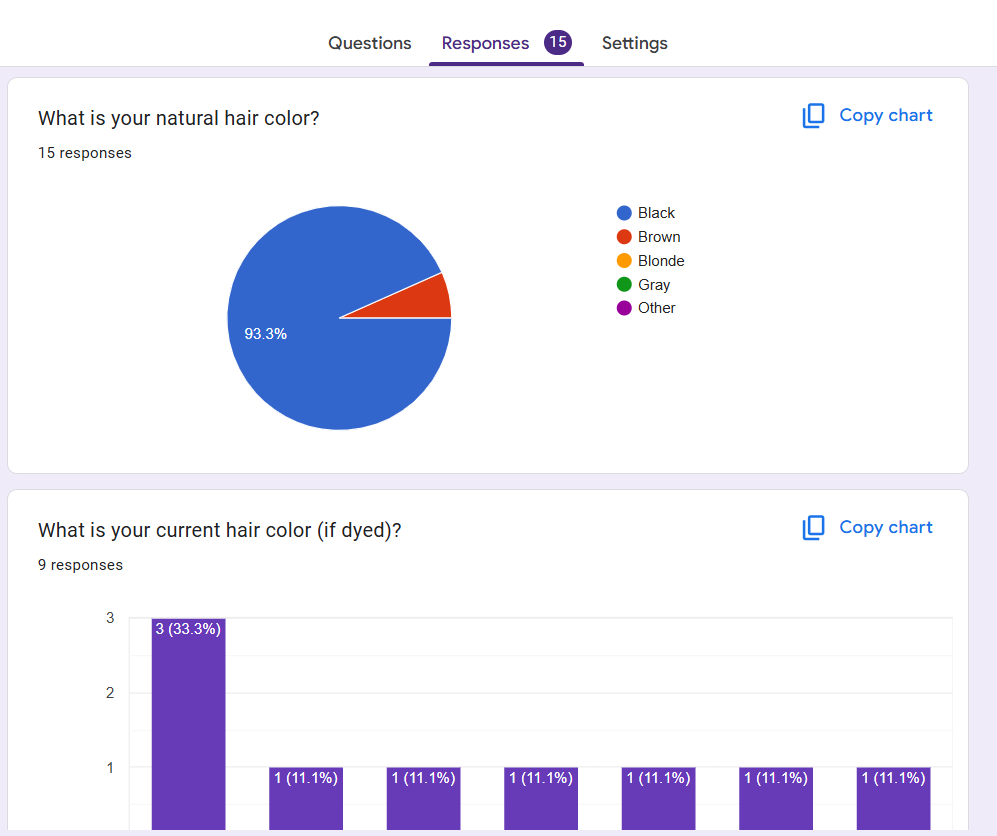 Questions Responses 15 Settings
What is your natural hair color?
Copy chart
15 responses
93.3%
Black
Brown
Blonde
Gray
Other
What is your current hair color (if dyed)?
Copy chart
9 responses
3
2
1
3 (33.3%)
1 (11.1%) 1 (11.1%) 1 (11.1%) 1 (11.1%) 1 (11.1%) 1 (11.1%)